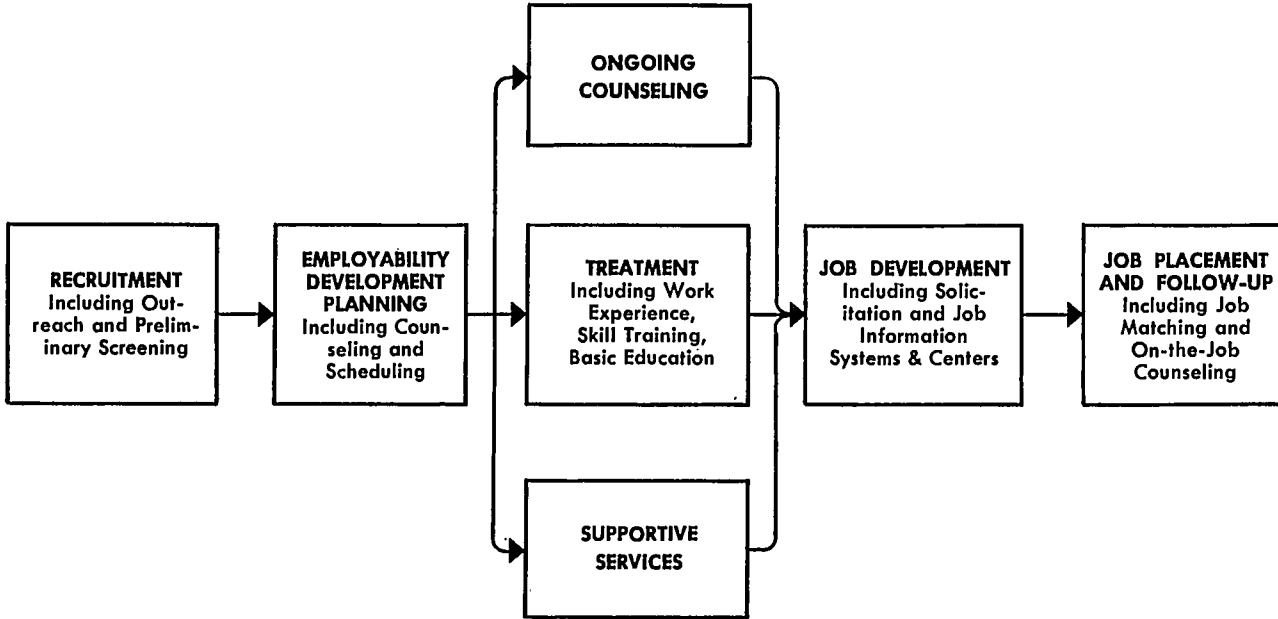 RECRUITMENT
Including Out-
reach and Prelim-
inary Screening
EMPLOYABILITY
DEVELOPMENT
PLANNING
Including Coun-
seling and
Scheduling
ONGOING
COUNSELING
TREATMENT
Including Work
Experience,
Skill Training,
Basic Education
SUPPORTIVE
SERVICES
JOB DEVELOPMENT
Including Solic-
itation and Job
Information
Systems & Centers
JOB PLACEMENT
AND FOLLOW-UP
Including Job
Matching and
On-the-Job
Counseling